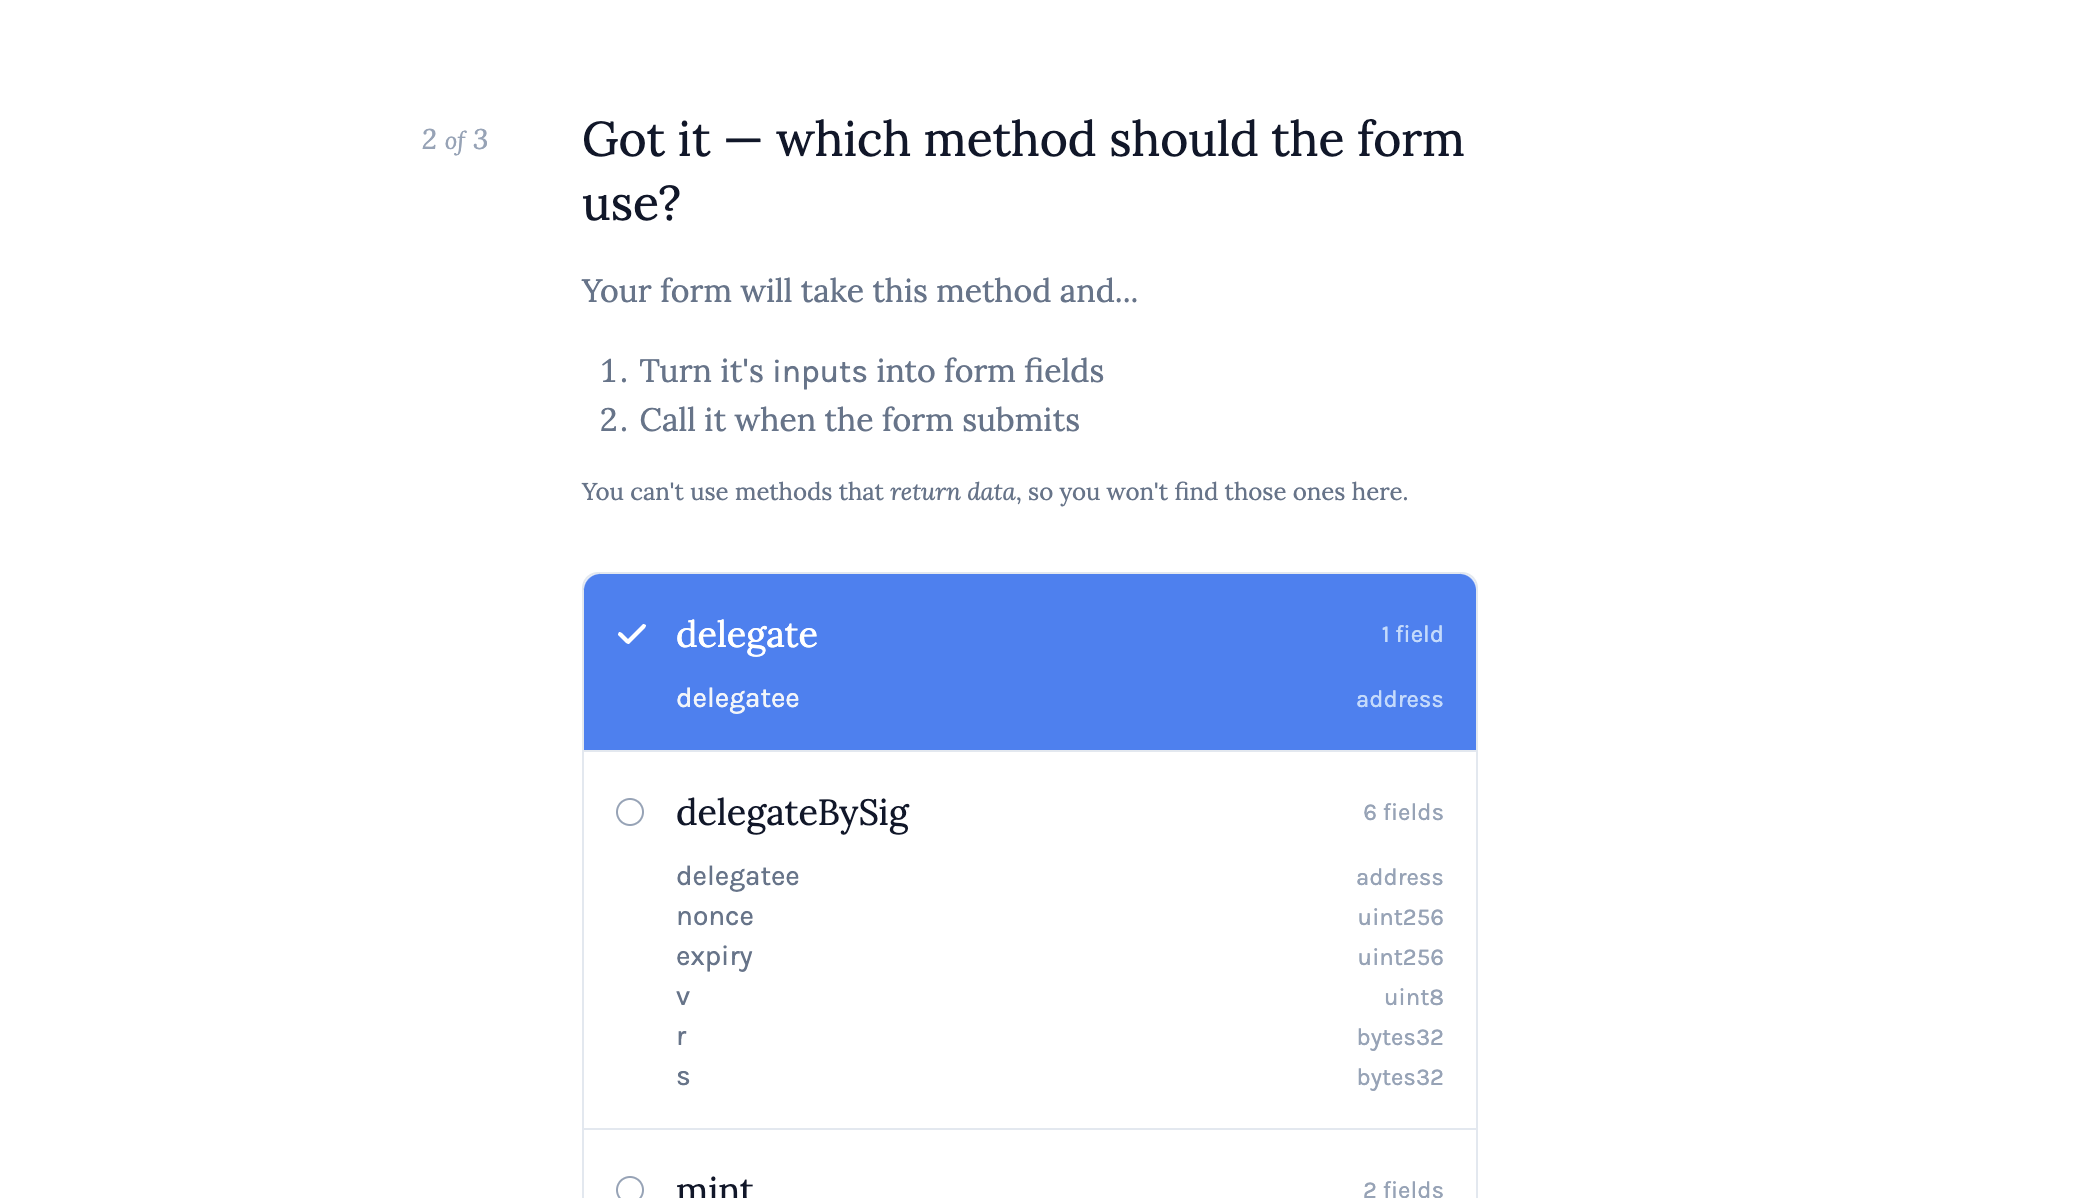 2 of 3
Got it — which method should the form
use?
Your form will take this method and...
1. Turn it's inputs into form fields
2. Call it when the form submits
You can't use methods that return data, so you won't find those ones here.
delegate 1 field
delegatee address
delegateBySig 6 fields
delegatee address
nonce uint256
expiry uint256
v uint8
r bytes32
s bytes32
mint 2 fields